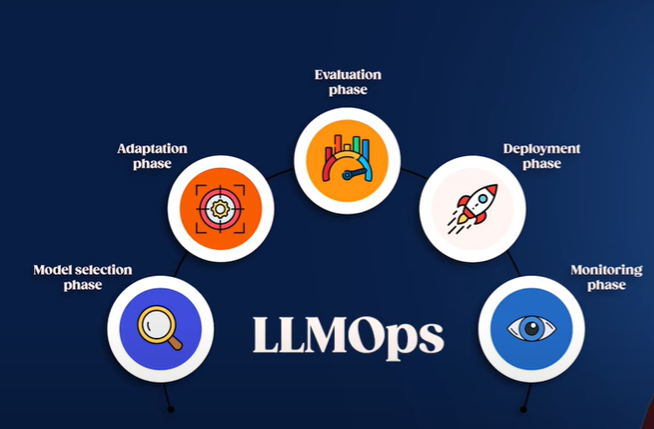 Evaluation
phase
Adaptation
phase
Deployment
phase
Model selection
phase
Monitoring
phase
LLMOps